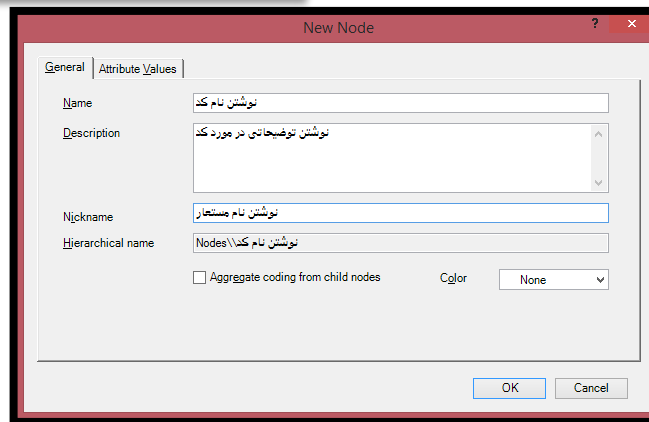 New Node
? ×
General Attribute Values
Name نوشتن نام کد
Description نوشتن توضیحاتی در مورد کد
Nickname نوشتن نام مستعار
Hierarchical name Nodes\\نوشتن نام کد
Aggregate coding from child nodes Color None
OK Cancel